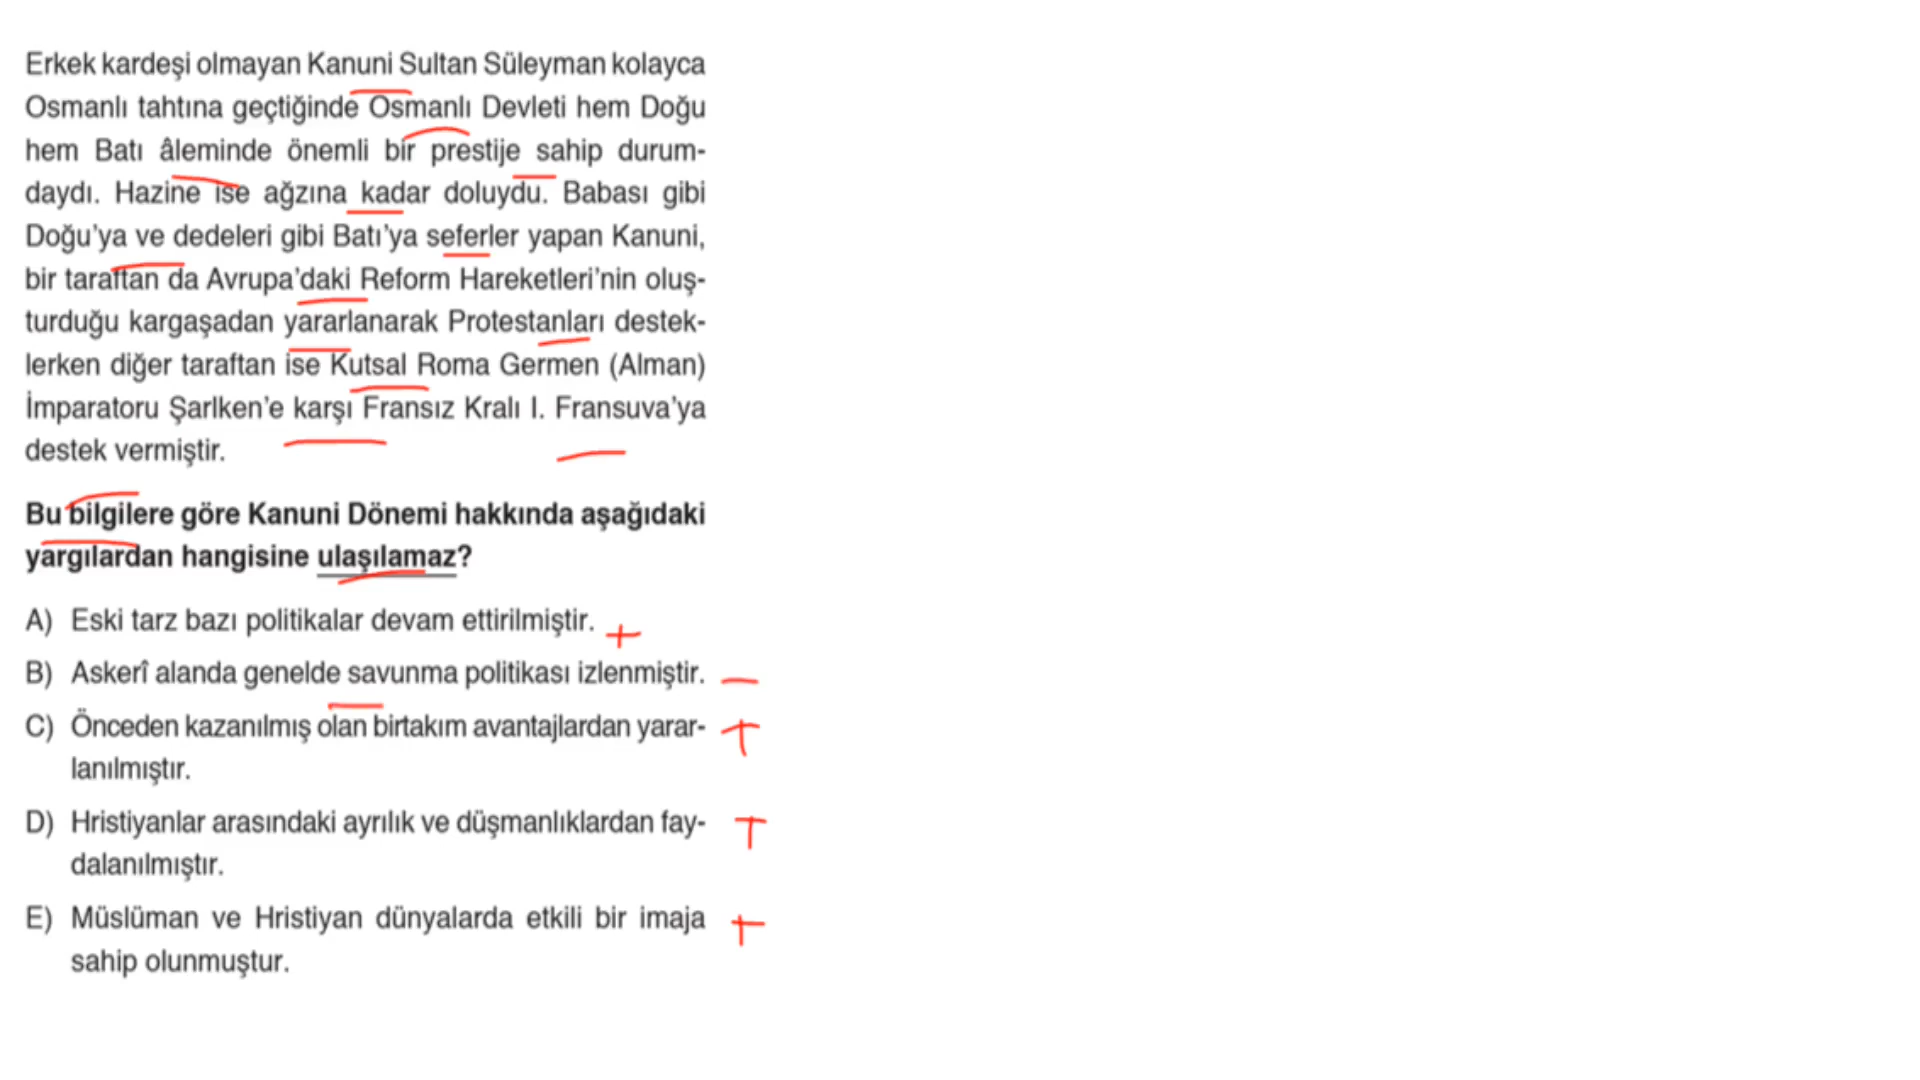 Erkek kardeşi olmayan Kanuni Sultan Süleyman kolayca
Osmanlı tahtına geçtiğinde Osmanlı Devleti hem Doğu
hem Batı âleminde önemli bir prestije sahip durum-
daydı. Hazine ise ağzına kadar doluydu. Babası gibi
Doğu'ya ve dedeleri gibi Batı'ya seferler yapan Kanuni,
bir taraftan da Avrupa'daki Reform Hareketleri'nin oluş-
turduğu kargaşadan yararlanarak Protestanları destek-
lerken diğer taraftan ise Kutsal Roma Germen (Alman)
İmparatoru Şarlken'e karşı Fransız Kralı I. Fransuva'ya
destek vermiştir.
Bu bilgilere göre Kanuni Dönemi hakkında aşağıdaki
yargılardan hangisine ulaşılamaz?
A) Eski tarz bazı politikalar devam ettirilmiştir.
B) Askerî alanda genelde savunma politikası izlenmiştir.
C) Önceden kazanılmış olan birtakım avantajlardan yarar-
lanılmıştır.
D) Hristiyanlar arasındaki ayrılık ve düşmanlıklardan fay-
dalanılmıştır.
E) Müslüman ve Hristiyan dünyalarda etkili bir imaja
sahip olunmuştur.